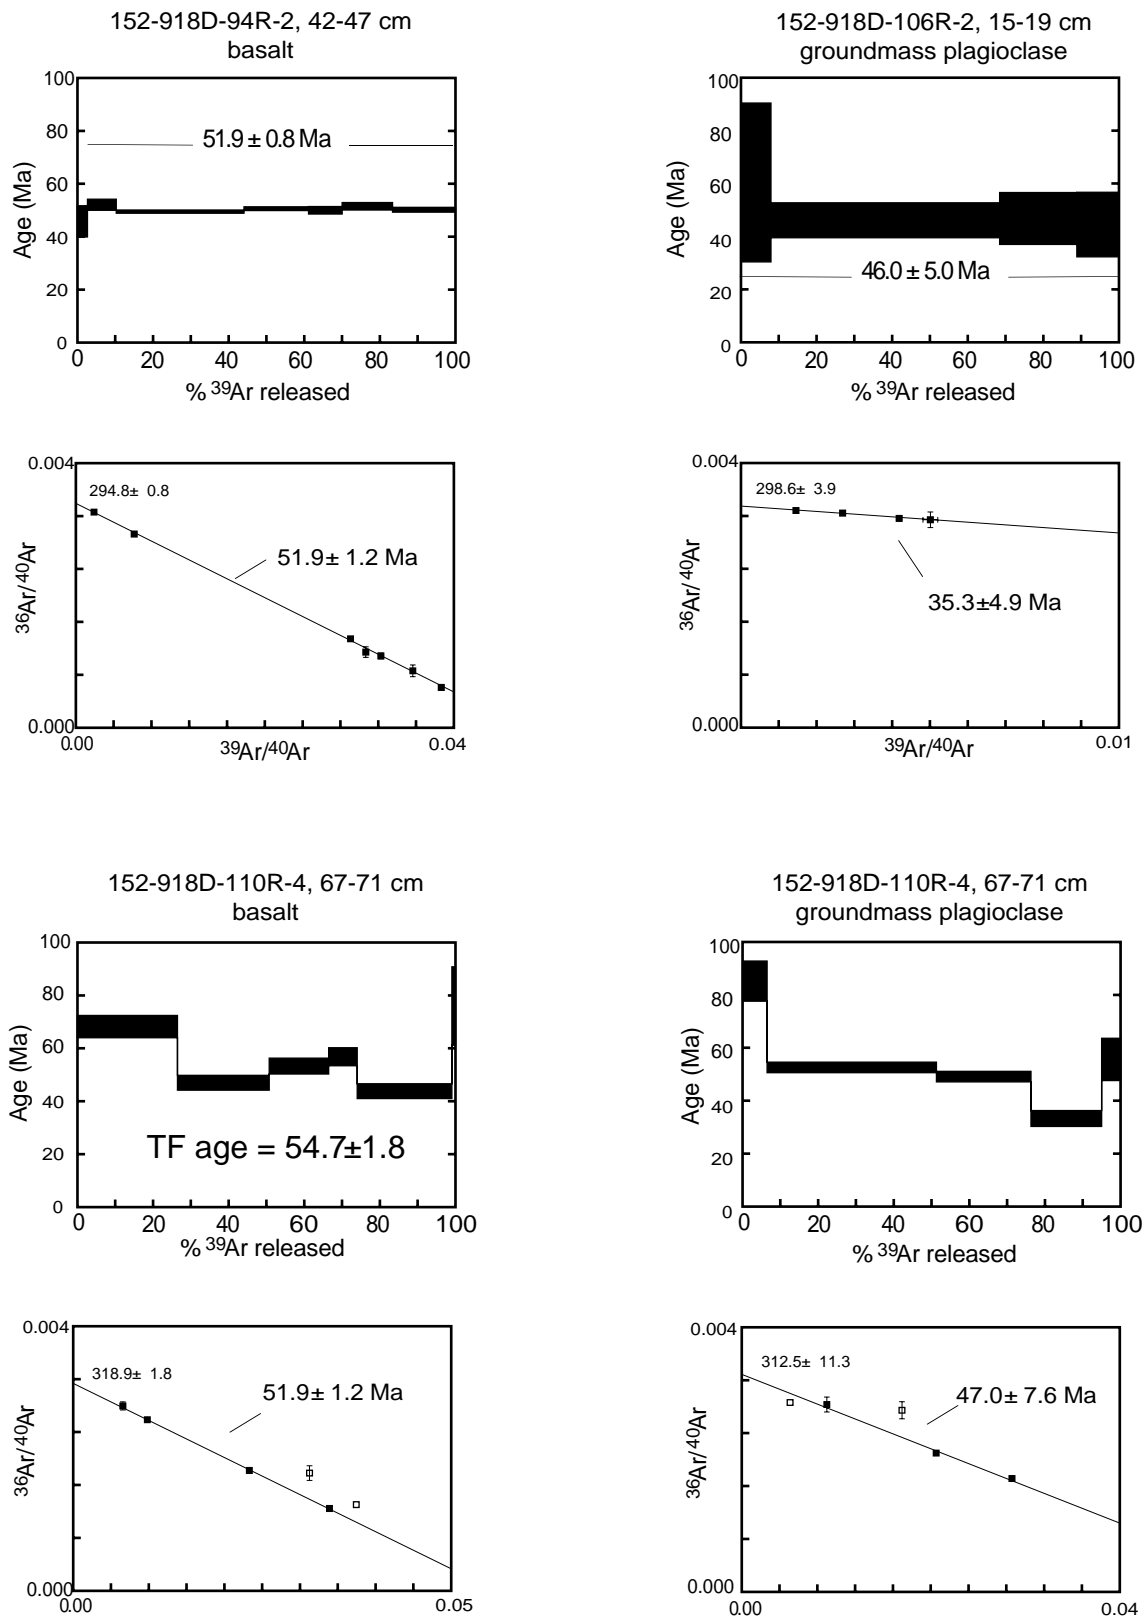 152-918D-94R-2, 42-47 cm
basalt
100
80
60
40
20
0
Age (Ma)
51.9 ± 0.8 Ma
0 20 40 60 80 100
% 39Ar released
152-918D-106R-2, 15-19 cm
groundmass plagioclase
100
80
60
40
20
0
Age (Ma)
46.0 ± 5.0 Ma
0 20 40 60 80 100
% 39Ar released
0.004
0.000
36Ar/40Ar
294.8± 0.8
51.9± 1.2 Ma
0.00 0.04
39Ar/40Ar
0.004
0.000
36Ar/40Ar
298.6± 3.9
35.3±4.9 Ma
0.01
39Ar/40Ar
152-918D-110R-4, 67-71 cm
basalt
100
80
60
40
20
0
Age (Ma)
TF age = 54.7±1.8
0 20 40 60 80 100
% 39Ar released
152-918D-110R-4, 67-71 cm
groundmass plagioclase
100
80
60
40
20
0
Age (Ma)
0 20 40 60 80 100
% 39Ar released
0.004
0.000
36Ar/40Ar
318.9± 1.8
51.9± 1.2 Ma
0.00 0.05
0.004
0.000
36Ar/40Ar
312.5± 11.3
47.0± 7.6 Ma
0.00 0.04